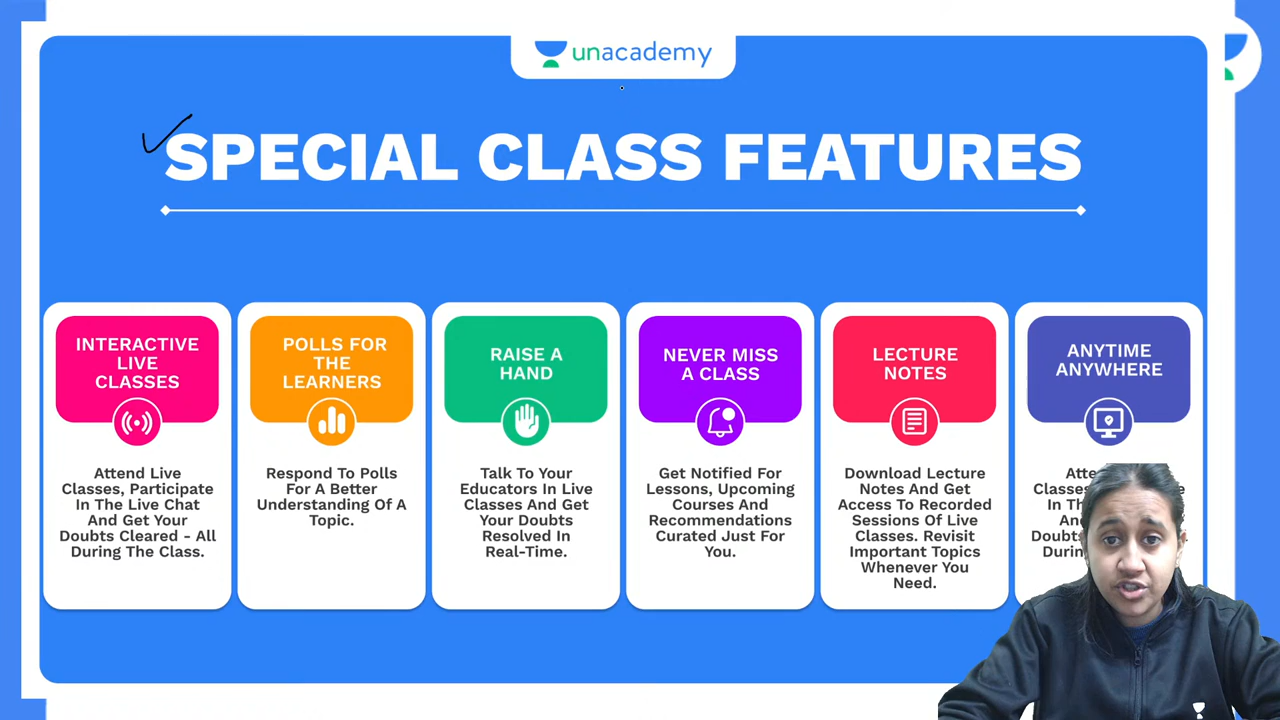 unacademy
SPECIAL CLASS FEATURES
INTERACTIVE
LIVE
CLASSES
Attend Live
Classes, Participate
In The Live Chat
And Get Your
Doubts Cleared - All
During The Class.
POLLS FOR
THE
LEARNERS
Respond To Polls
For A Better
Understanding Of A
Topic.
RAISE A
HAND
Talk To Your
Educators In Live
Classes And Get
Your Doubts
Resolved In
Real-Time.
NEVER MISS
A CLASS
Get Notified For
Lessons, Upcoming
Courses And
Recommendations
Curated Just For
You.
LECTURE
NOTES
Download Lecture
Notes And Get
Access To Recorded
Sessions Of Live
Classes. Revisit
Important Topics
Whenever You
Need.
ANYTIME
ANYWHERE